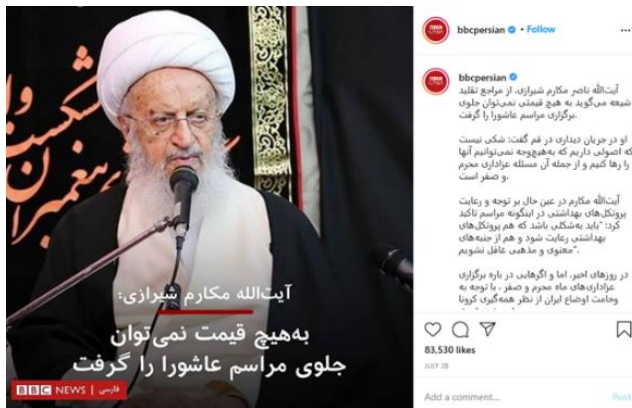 شکست
پیغمبران
آیت‌الله مکارم شیرازی:
به‌هیچ قیمت نمی‌توان
جلوی مراسم عاشورا را گرفت
BBC NEWS | فارسی
bbcpersian • Follow
bbcpersian
آیت‌الله ناصر مکارم شیرازی، از مراجع تقلید
شیعه می‌گوید به هیچ قیمتی نمی‌توان جلوی
برگزاری مراسم عاشورا را گرفت.
او در جریان دیداری در قم گفت: شکی نیست
که اصولی داریم که به‌هیچ‌وجه نمی‌توانیم آنها
را رها کنیم و از جمله آن مسئله عزاداری محرم
و صفر است.
آیت‌الله مکارم در عین حال بر توجه و رعایت
پروتکل‌های بهداشتی در اینگونه مراسم تاکید
کرد: "باید به‌شکلی باشد که هم پروتکل‌های
بهداشتی رعایت شود و هم از جنبه‌های
معنوی و مذهبی غافل نشویم".
در روزهای اخیر، اما و اگرهایی در باره برگزاری
عزاداری‌های ماه محرم و صفر ، با توجه به
وخامت اوضاع ایران از نظر همه‌گیری کرونا
83,530 likes
JULY 28
Add a comment...
Post